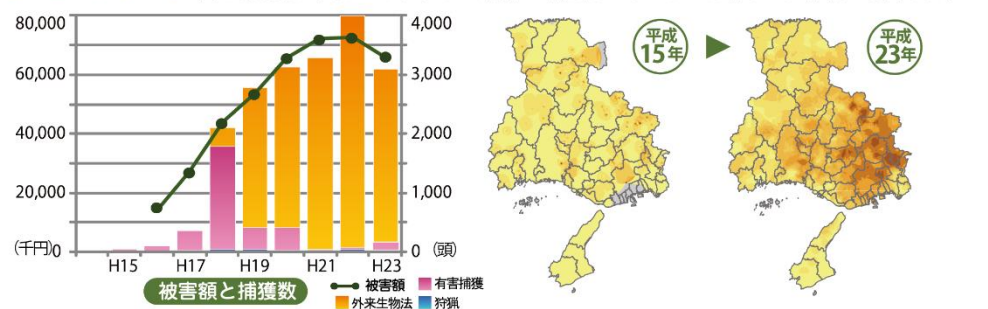 80,000
60,000
40,000
20,000
(千円)0
4,000
3,000
2,000
1,000
0 (頭)
H15 H17 H19 H21 H23
被害額と捕獲数
被害額 有害捕獲
外来生物法 狩猟
平成
15年
平成
23年